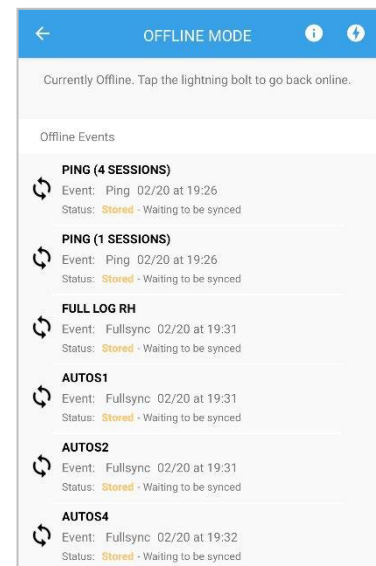 OFFLINE MODE
Currently Offline. Tap the lightning bolt to go back online.
Offline Events
PING (4 SESSIONS)
Event: Ping 02/20 at 19:26
Status: Stored - Waiting to be synced
PING (1 SESSIONS)
Event: Ping 02/20 at 19:26
Status: Stored - Waiting to be synced
FULL LOG RH
Event: Fullsync 02/20 at 19:31
Status: Stored - Waiting to be synced
AUTOS1
Event: Fullsync 02/20 at 19:31
Status: Stored - Waiting to be synced
AUTOS2
Event: Fullsync 02/20 at 19:31
Status: Stored - Waiting to be synced
AUTOS4
Event: Fullsync 02/20 at 19:32
Status: Stored - Waiting to be synced